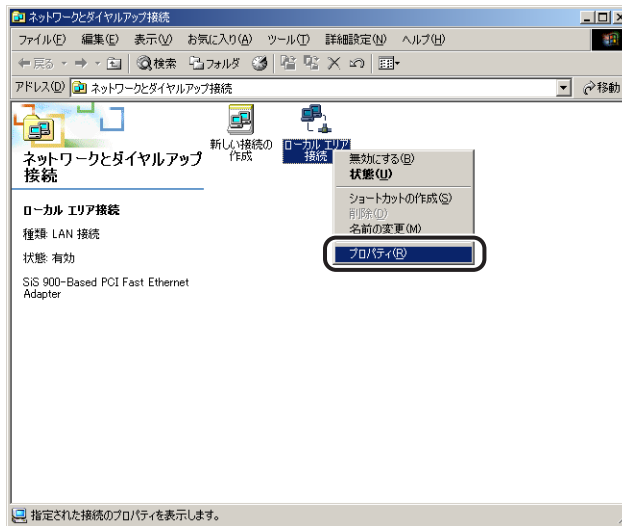 ネットワークとダイヤルアップ接続
ファイル(F) 編集(E) 表示(V) お気に入り(A) ツール(T) 詳細設定(N) ヘルプ(H)
戻る 検索 フォルダ
アドレス(D) ネットワークとダイヤルアップ接続 移動
ネットワークとダイヤルアップ
接続
ローカル エリア接続
種類: LAN 接続
状態: 有効
SiS 900-Based PCI Fast Ethernet
Adapter
新しい接続の
作成
ローカル エリア
接続
無効にする(B)
状態(U)
ショートカットの作成(S)
削除(D)
名前の変更(M)
プロパティ(R)
指定された接続のプロパティを表示します。